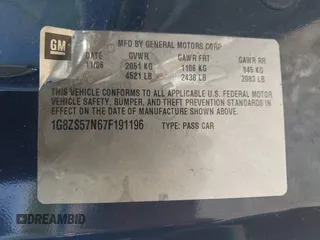 GM
MFD BY GENERAL MOTORS CORP
DATE GVWR GAWR FRT GAWR RR
11/06 2051 KG 1106 KG 945 KG
4521 LB 2438 LB 2083 LB
THIS VEHICLE CONFORMS TO ALL APPLICABLE U.S. FEDERAL MOTOR
VEHICLE SAFETY, BUMPER, AND THEFT PREVENTION STANDARDS IN
EFFECT ON THE DATE OF MANUFACTURE SHOWN ABOVE.
1G8ZS57N67F191196 TYPE: PASS CAR
DREAMBID